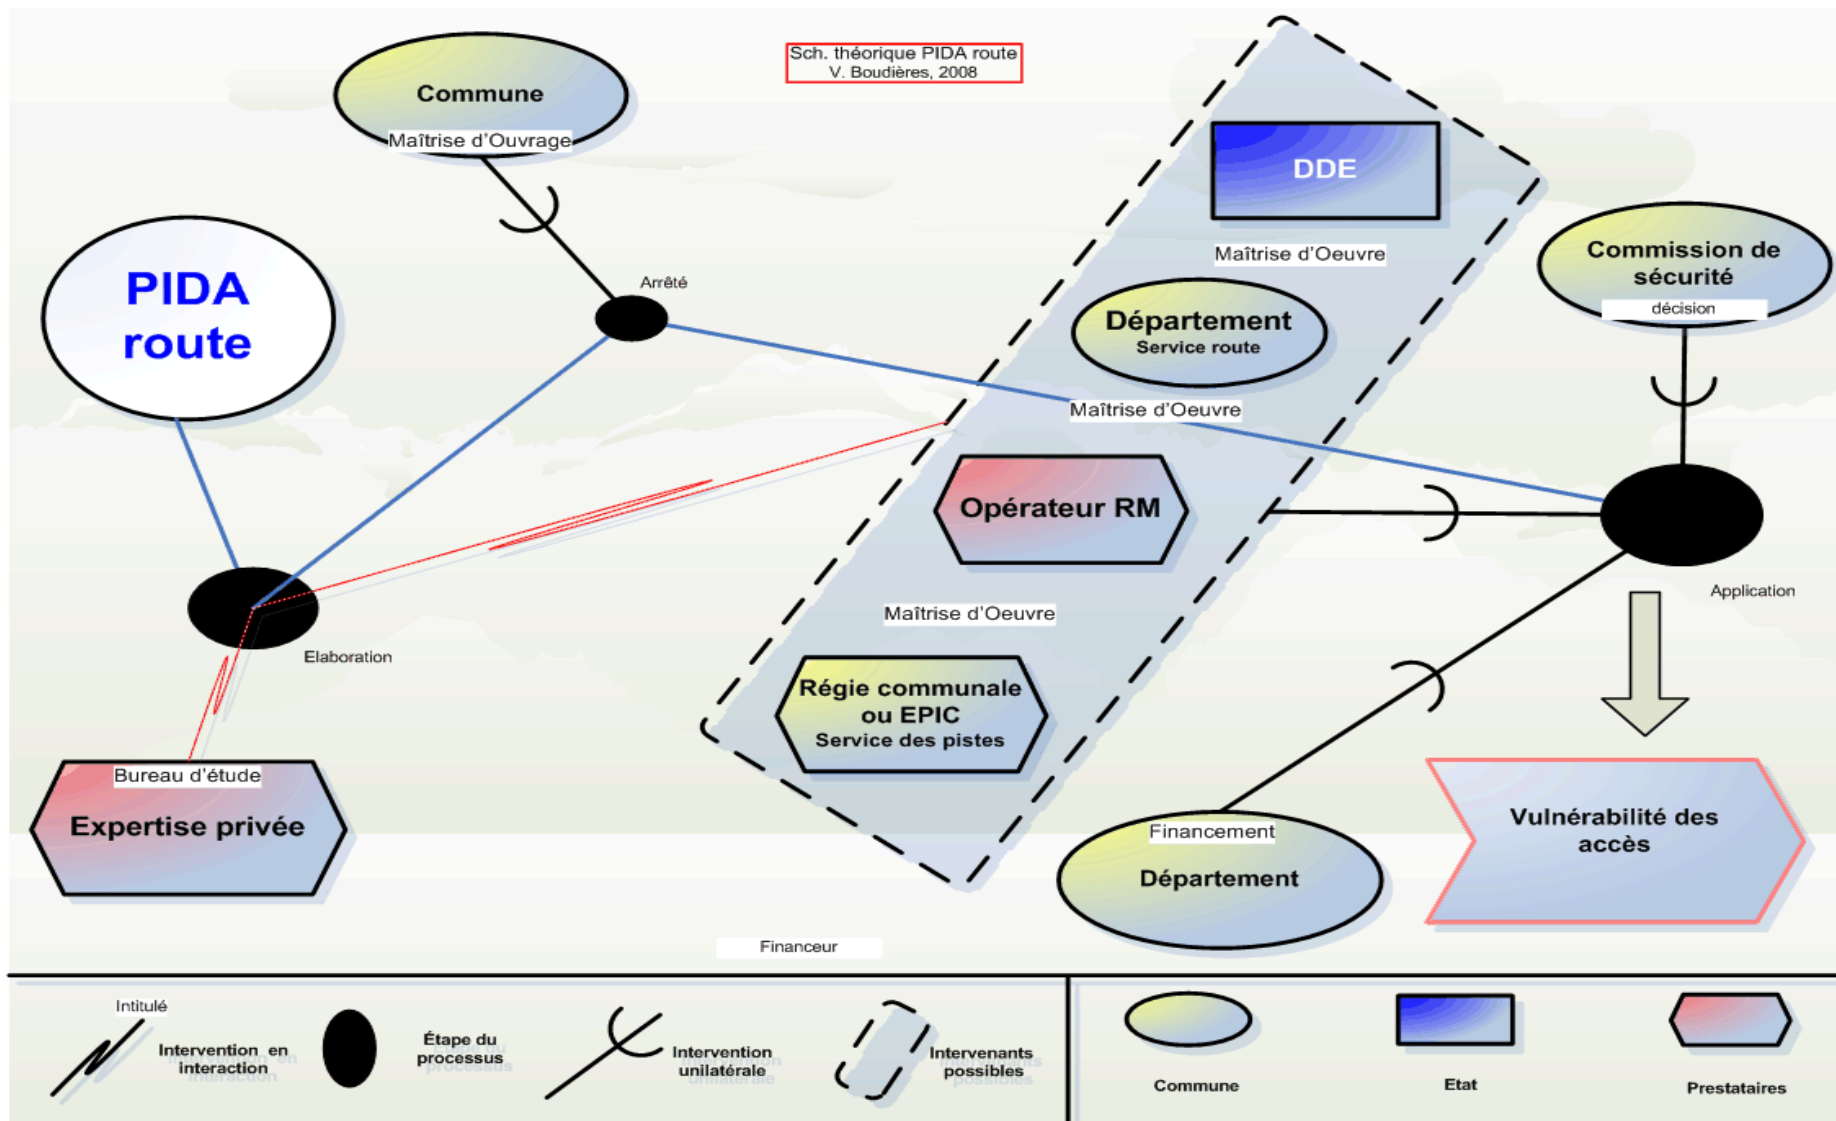 Sch. théorique PIDA route
V. Boudières, 2008
Commune
Maîtrise d'Ouvrage
DDE
Maîtrise d'Oeuvre
Commission de
sécurité
décision
PIDA
route
Arrêté
Département
Service route
Maîtrise d'Oeuvre
Opérateur RM
Application
Maîtrise d'Oeuvre
Elaboration
Régie communale
ou EPIC
Service des pistes
Bureau d'étude
Expertise privée
Financement
Département
Vulnérabilité des
accès
Financeur
Intitulé
Intervention en
interaction
Étape du
processus
Intervention
unilatérale
Intervenants
possibles
Commune
Etat
Prestataires